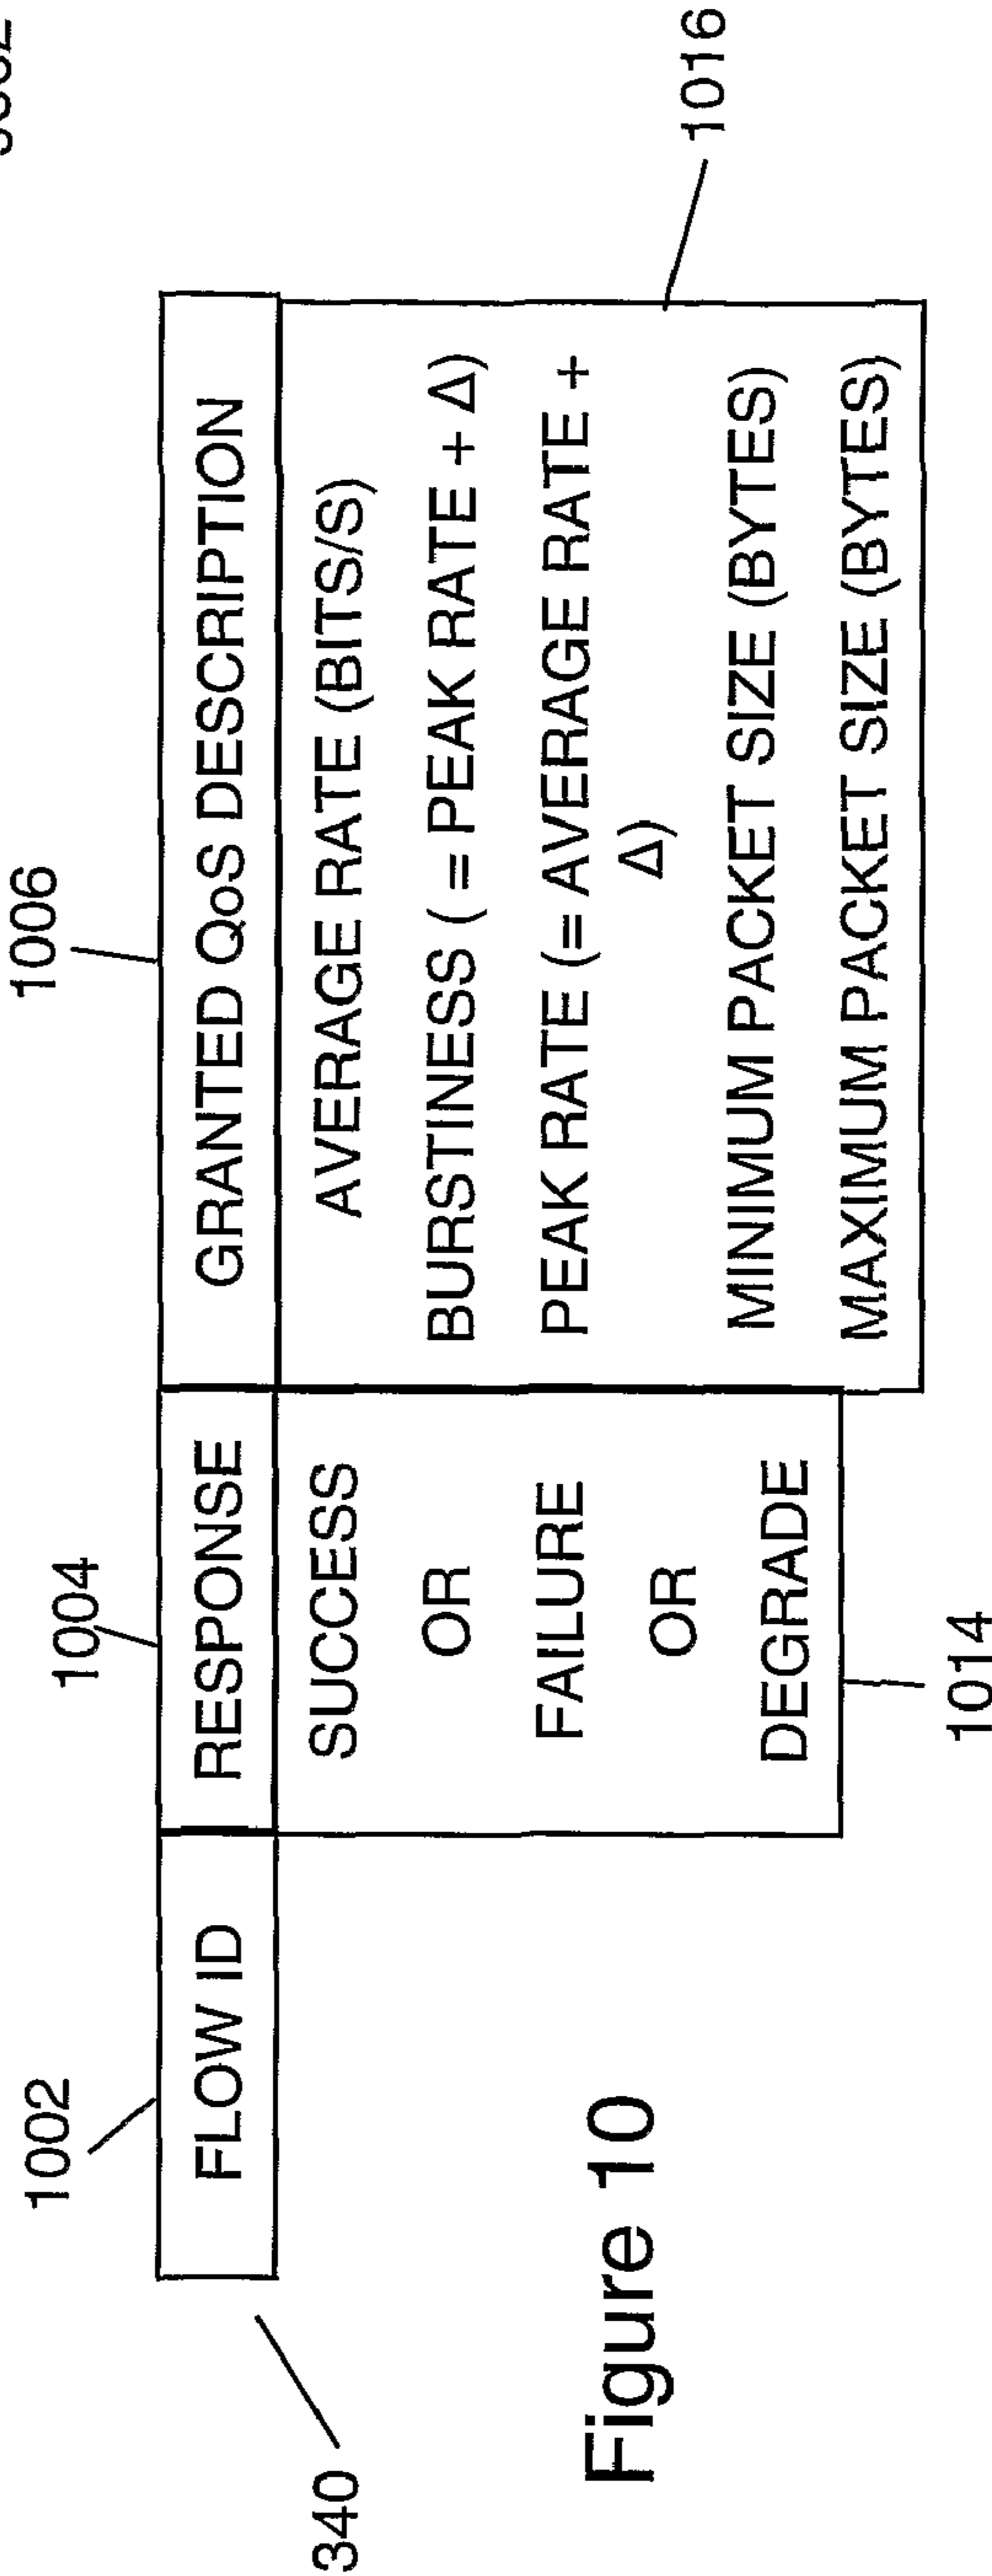 1002
1004
1006
FLOW ID
RESPONSE
GRANTED QoS DESCRIPTION
340
SUCCESS
OR
FAILURE
OR
DEGRADE
1014
AVERAGE RATE (BITS/S)
BURSTINESS ( = PEAK RATE + Δ)
PEAK RATE (= AVERAGE RATE +
Δ)
MINIMUM PACKET SIZE (BYTES)
MAXIMUM PACKET SIZE (BYTES)
1016
Figure 10